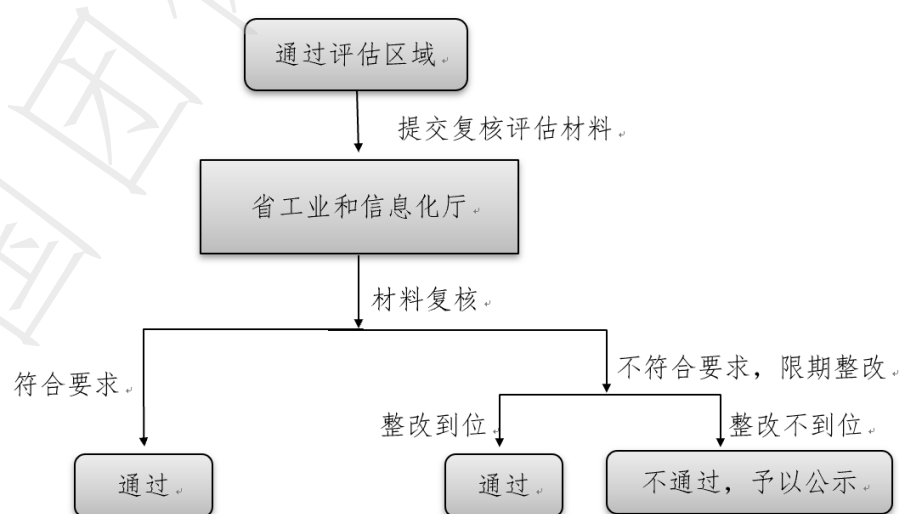 通过评估区域
提交复核评估材料
省工业和信息化厅
材料复核
符合要求
不符合要求，限期整改
整改到位
整改不到位
通过
通过
不通过，予以公示